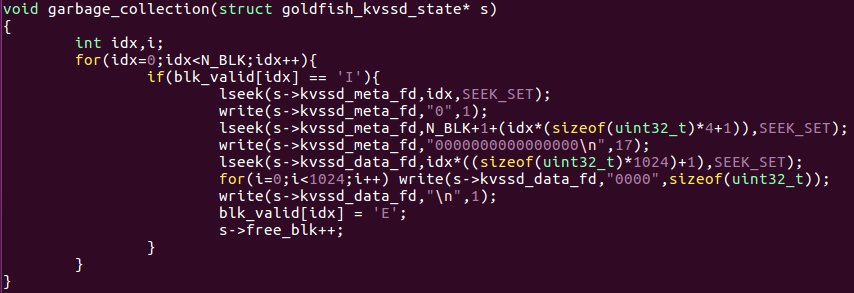 void garbage_collection(struct goldfish_kvssd_state* s)
{
        int idx,i;
        for(idx=0;idx<N_BLK;idx++){
                if(blk_valid[idx] == 'I'){
                        lseek(s->kvssd_meta_fd,idx,SEEK_SET);
                        write(s->kvssd_meta_fd,"0",1);
                        lseek(s->kvssd_meta_fd,N_BLK+1+(idx*(sizeof(uint32_t)*4+1)),SEEK_SET);
                        write(s->kvssd_meta_fd,"0000000000000000\n",17);
                        lseek(s->kvssd_data_fd,idx*((sizeof(uint32_t)*1024)+1),SEEK_SET);
                        for(i=0;i<1024;i++) write(s->kvssd_data_fd,"0000",sizeof(uint32_t));
                        write(s->kvssd_data_fd,"\n",1);
                        blk_valid[idx] = 'E';
                        s->free_blk++;
                }
        }
}